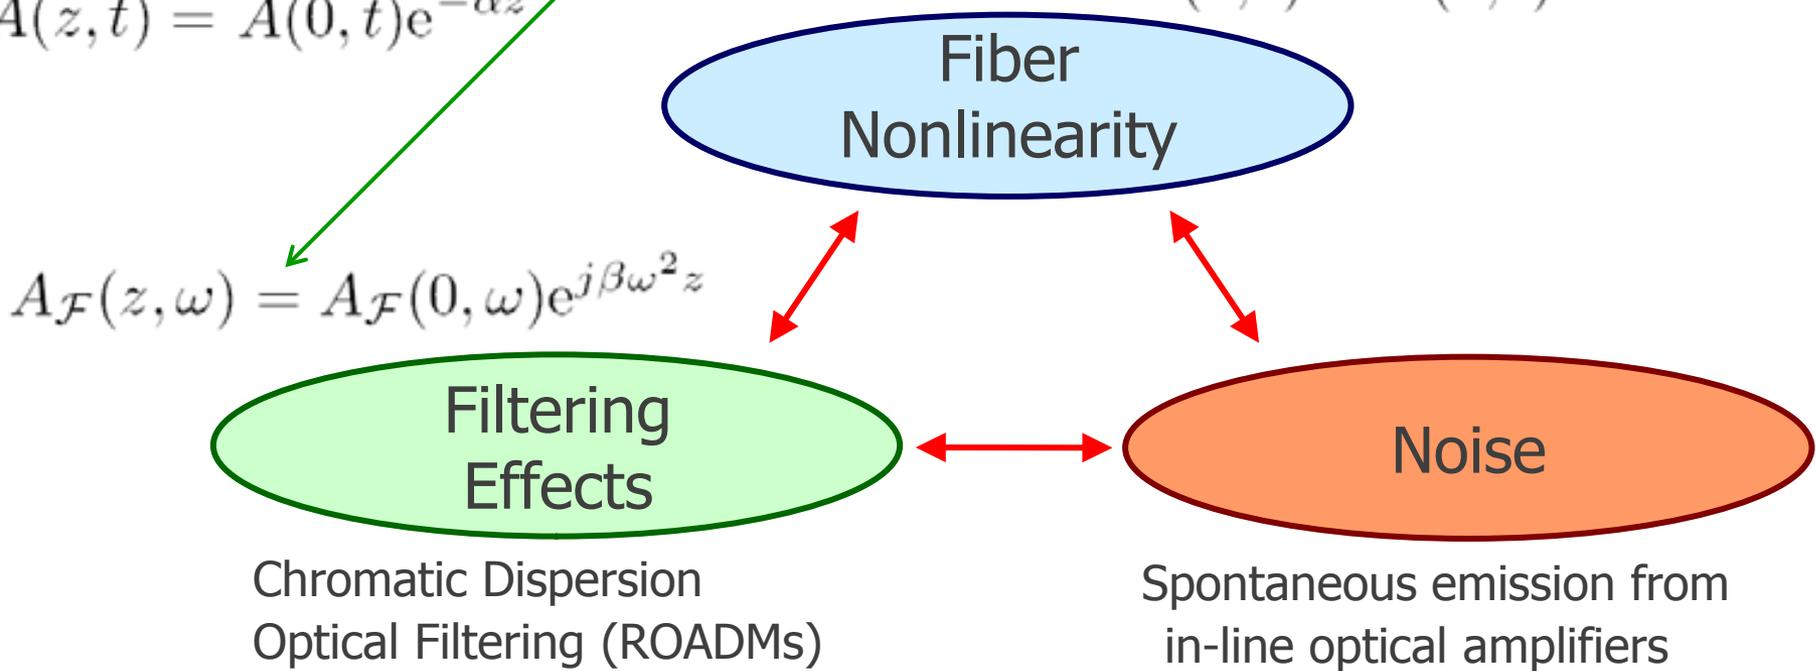 A(z, t) = A(0, t)e^{−αz}
Fiber
Nonlinearity
A_ℱ(z, ω) = A_ℱ(0, ω)e^{jβω²z}
Filtering
Effects
Noise
Chromatic Dispersion
Optical Filtering (ROADMs)
Spontaneous emission from
in-line optical amplifiers